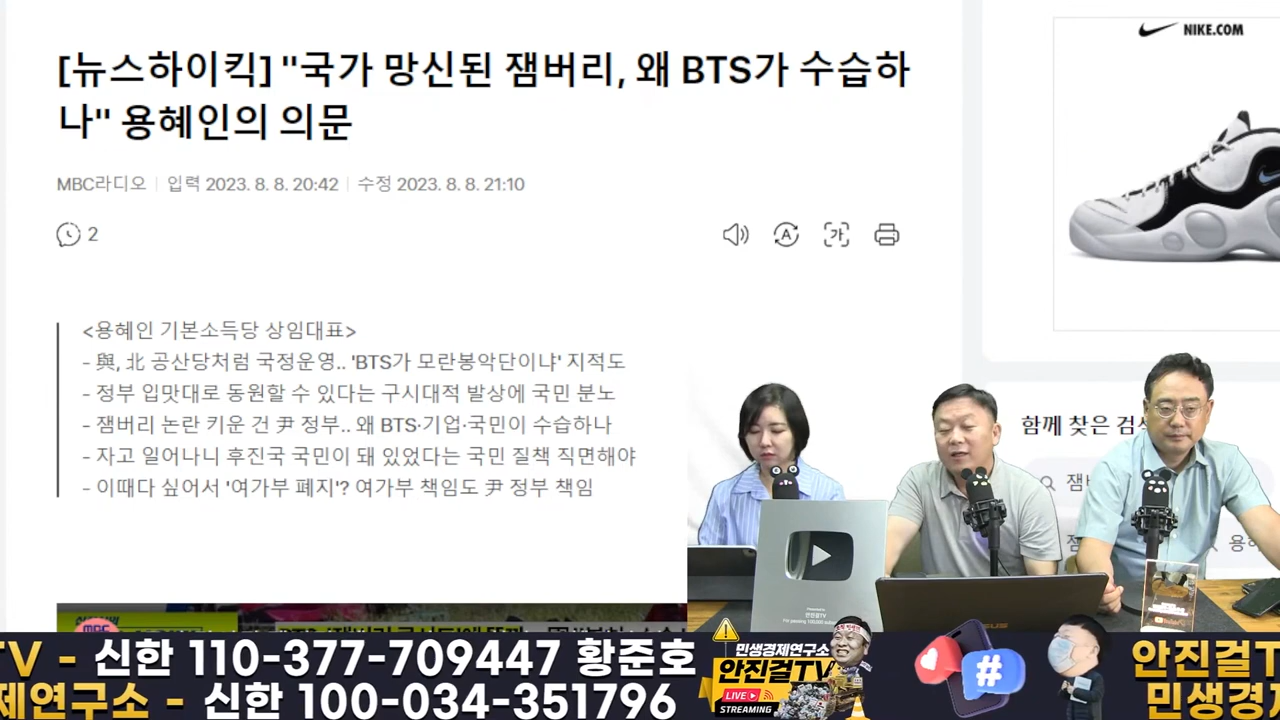 [뉴스하이킥] "국가 망신된 잼버리, 왜 BTS가 수습하
나" 용혜인의 의문
MBC라디오 입력 2023. 8. 8. 20:42 수정 2023. 8. 8. 21:10
2
가
NIKE.COM
<용혜인 기본소득당 상임대표>
- 與, 北 공산당처럼 국정운영.. 'BTS가 모란봉악단이냐' 지적도
- 정부 입맛대로 동원할 수 있다는 구시대적 발상에 국민 분노
- 잼버리 논란 키운 건 尹 정부.. 왜 BTS·기업·국민이 수습하나
- 자고 일어나니 후진국 국민이 돼 있었다는 국민 질책 직면해야
- 이때다 싶어서 '여가부 폐지'? 여가부 책임도 尹 정부 책임
함께 찾은 검
안진걸TV
TV - 신한 110-377-709447 황준호
제연구소 - 신한 100-034-351796
민생경제연구소
안진걸TV
LIVE
STREAMING
#
안진걸T
민생경제